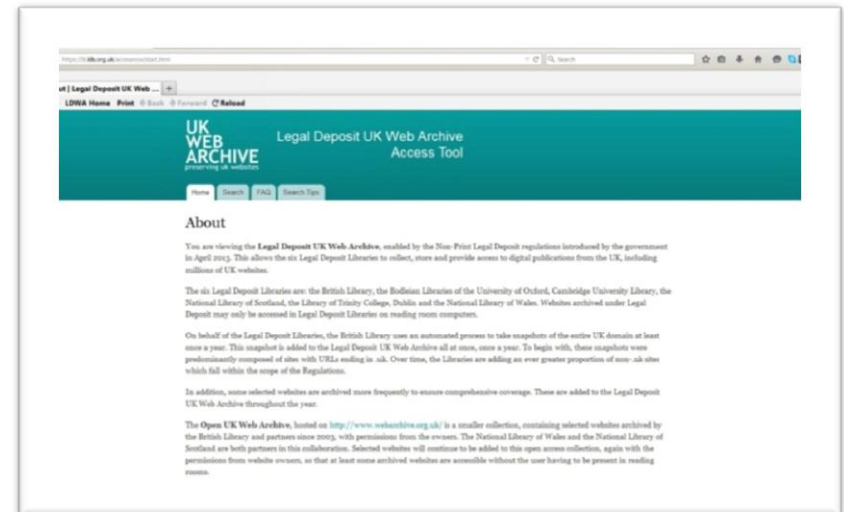 https://ldb.org.uk/accessnow/start.html
Search
ut | Legal Deposit UK Web ...
LDWA Home Print Back Forward Reload
UK
WEB
ARCHIVE
preserving uk websites
Legal Deposit UK Web Archive
Access Tool
Home Search FAQ Search Tips
About
You are viewing the Legal Deposit UK Web Archive, enabled by the Non-Print Legal Deposit regulations introduced by the government
in April 2013. This allows the six Legal Deposit Libraries to collect, store and provide access to digital publications from the UK, including
millions of UK websites.
The six Legal Deposit Libraries are: the British Library, the Bodleian Libraries of the University of Oxford, Cambridge University Library, the
National Library of Scotland, the Library of Trinity College, Dublin and the National Library of Wales. Websites archived under Legal
Deposit may only be accessed in Legal Deposit Libraries on reading room computers.
On behalf of the Legal Deposit Libraries, the British Library uses an automated process to take snapshots of the entire UK domain at least
once a year. This snapshot is added to the Legal Deposit UK Web Archive all at once, once a year. To begin with, these snapshots were
predominantly composed of sites with URLs ending in .uk. Over time, the Libraries are adding an ever greater proportion of non-.uk sites
which fall within the scope of the Regulations.
In addition, some selected websites are archived more frequently to ensure comprehensive coverage. These are added to the Legal Deposit
UK Web Archive throughout the year.
The Open UK Web Archive, hosted on http://www.webarchive.org.uk/ is a smaller collection, containing selected websites archived by
the British Library and partners since 2003, with permissions from the owners. The National Library of Wales and the National Library of
Scotland are both partners in this collaboration. Selected websites will continue to be added to this open access collection, again with the
permissions from website owners, so that at least some archived websites are accessible without the user having to be present in reading
rooms.